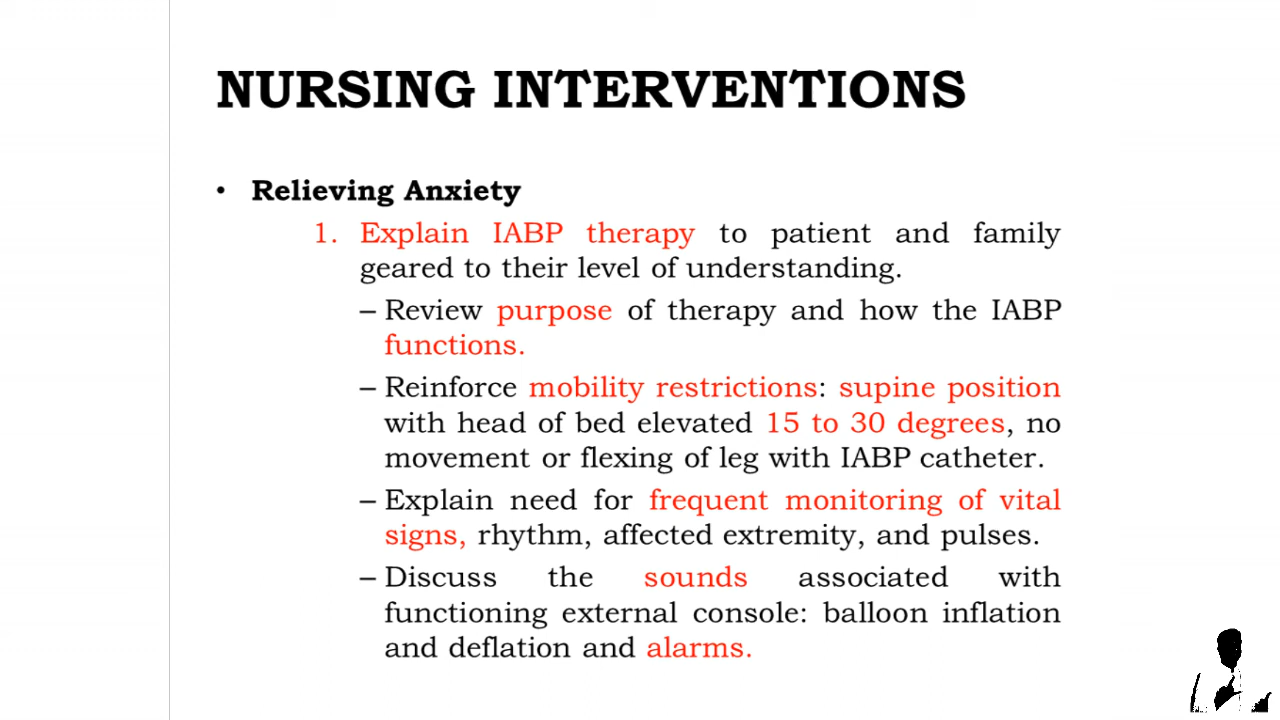 NURSING INTERVENTIONS
• Relieving Anxiety
1. Explain IABP therapy to patient and family
geared to their level of understanding.
– Review purpose of therapy and how the IABP
functions.
– Reinforce mobility restrictions: supine position
with head of bed elevated 15 to 30 degrees, no
movement or flexing of leg with IABP catheter.
– Explain need for frequent monitoring of vital
signs, rhythm, affected extremity, and pulses.
– Discuss the sounds associated with
functioning external console: balloon inflation
and deflation and alarms.